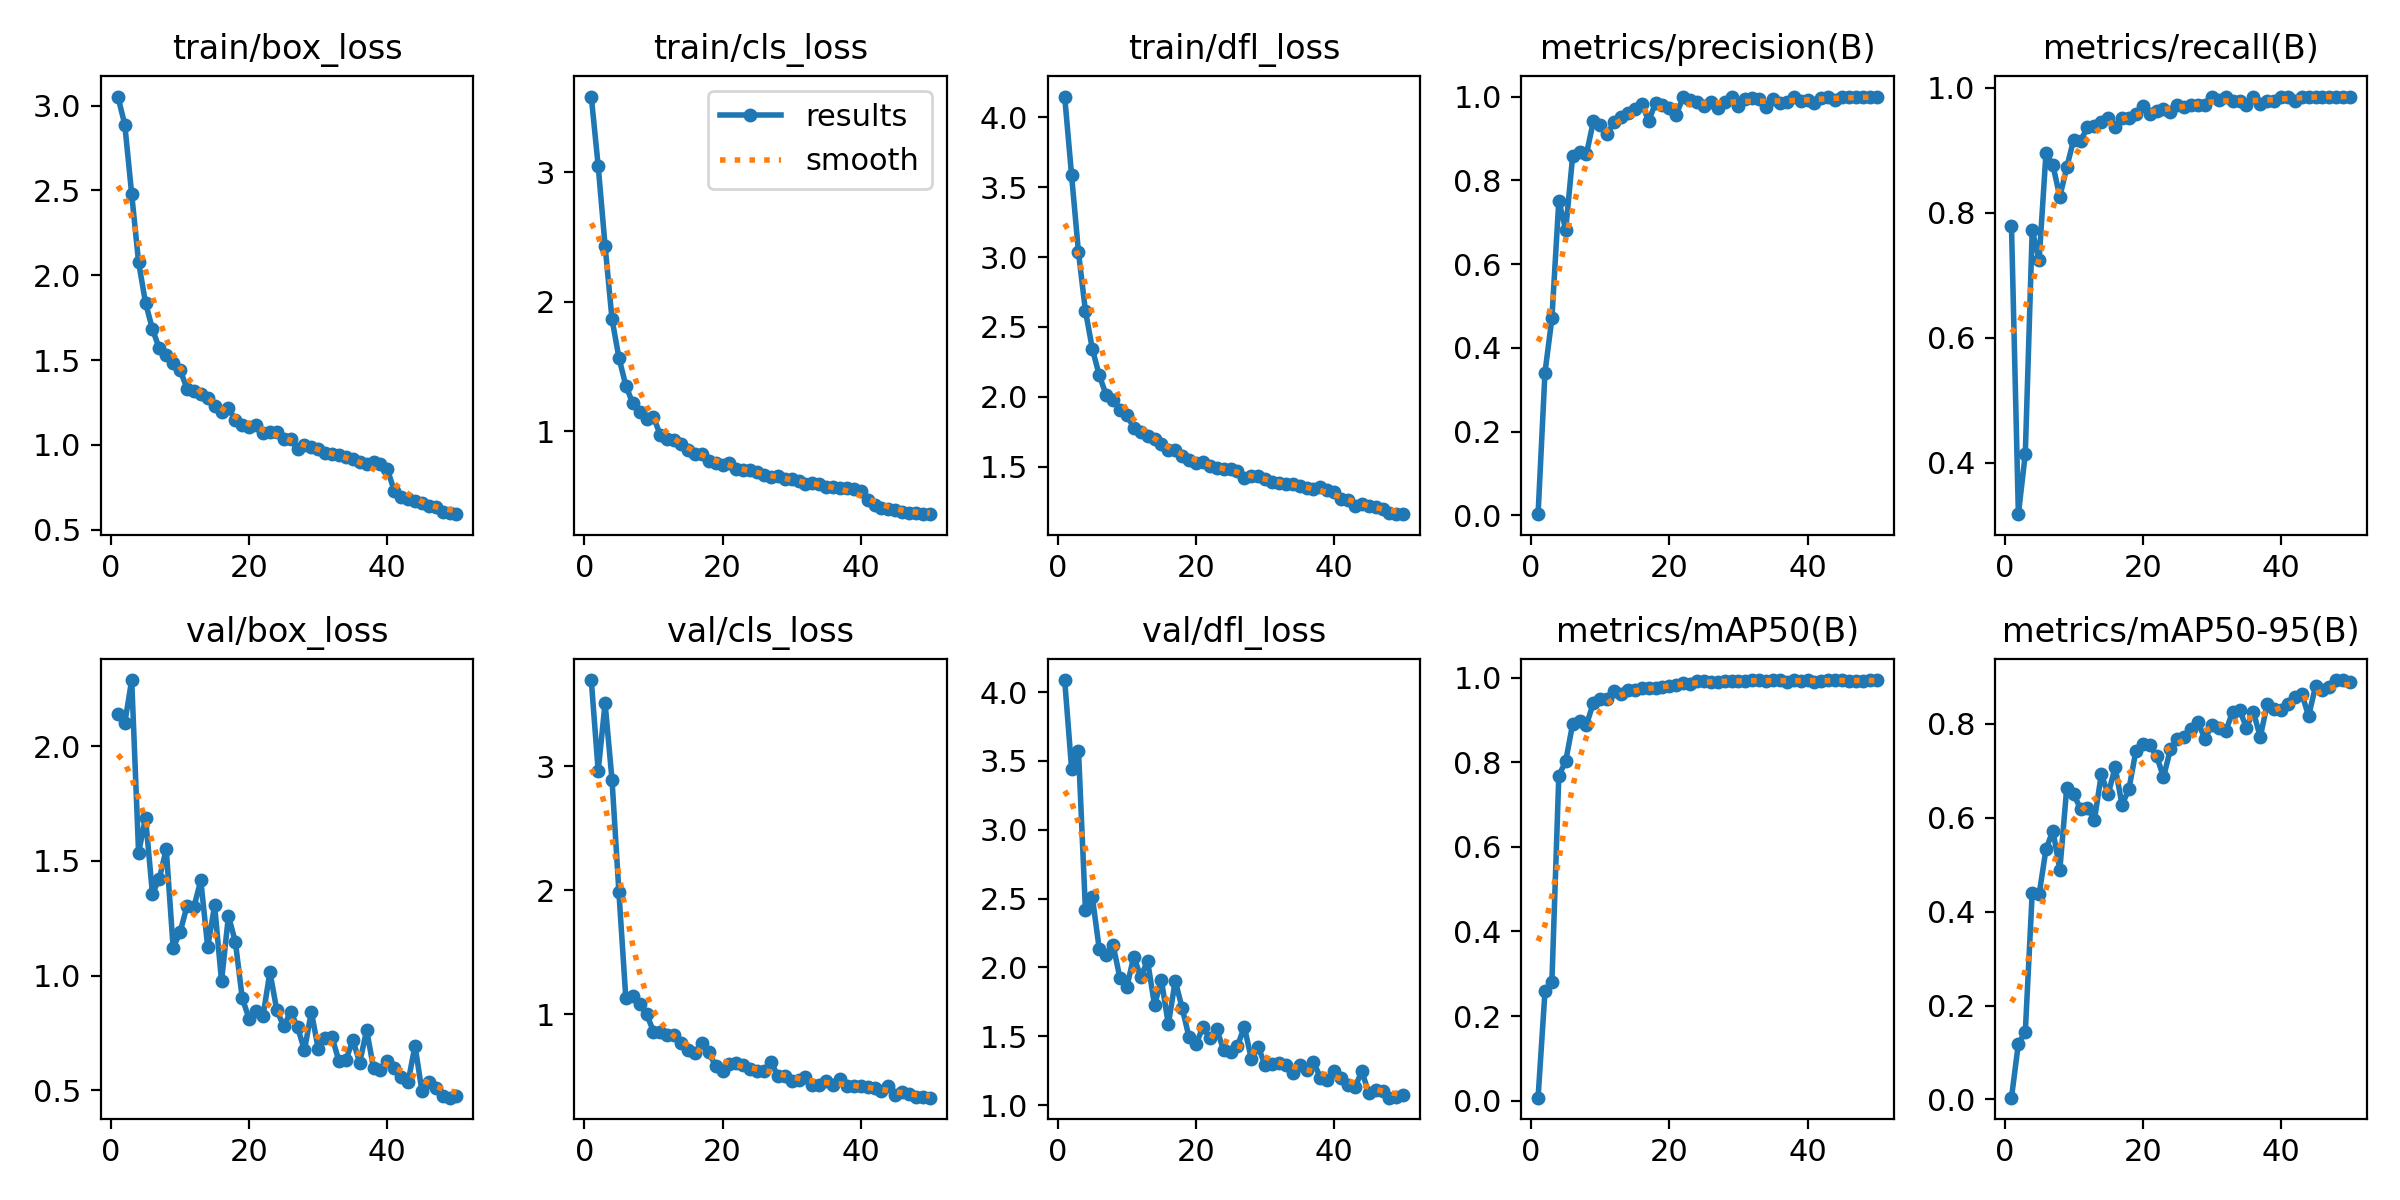 train/box_loss
3.0
2.5
2.0
1.5
1.0
0.5
0 20 40
train/cls_loss
results
smooth
3
2
1
0 20 40
train/dfl_loss
4.0
3.5
3.0
2.5
2.0
1.5
0 20 40
metrics/precision(B)
1.0
0.8
0.6
0.4
0.2
0.0
0 20 40
metrics/recall(B)
1.0
0.8
0.6
0.4
0 20 40
val/box_loss
2.0
1.5
1.0
0.5
0 20 40
val/cls_loss
3
2
1
0 20 40
val/dfl_loss
4.0
3.5
3.0
2.5
2.0
1.5
1.0
0 20 40
metrics/mAP50(B)
1.0
0.8
0.6
0.4
0.2
0.0
0 20 40
metrics/mAP50-95(B)
0.8
0.6
0.4
0.2
0.0
0 20 40